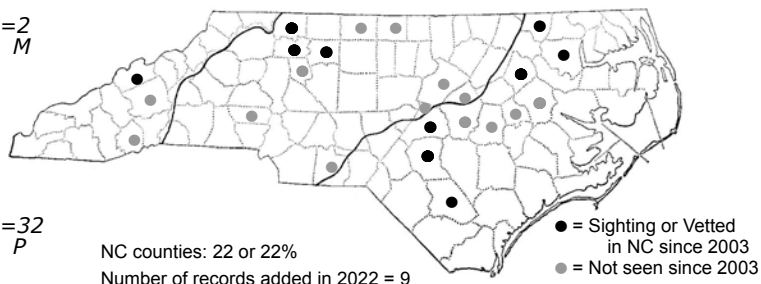 =2
M
=32
P
NC counties: 22 or 22%
Number of records added in 2022 = 9
= Sighting or Vetted
in NC since 2003
= Not seen since 2003